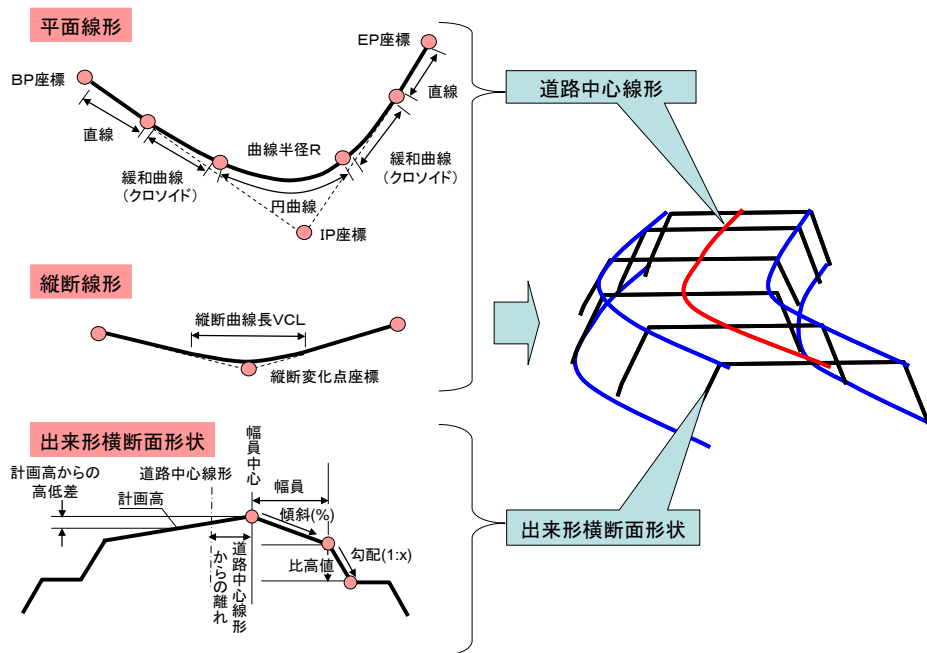 平面線形
EP座標
BP座標
直線
直線
曲線半径R
緩和曲線
(クロソイド)
緩和曲線
(クロソイド)
円曲線
IP座標
道路中心線形
縦断線形
縦断曲線長VCL
縦断変化点座標
出来形横断面形状
幅員中心
計画高からの
高低差
道路中心線形
幅員
計画高
傾斜(%)
勾配(1:x)
比高値
道路中心線形
からの離れ
出来形横断面形状